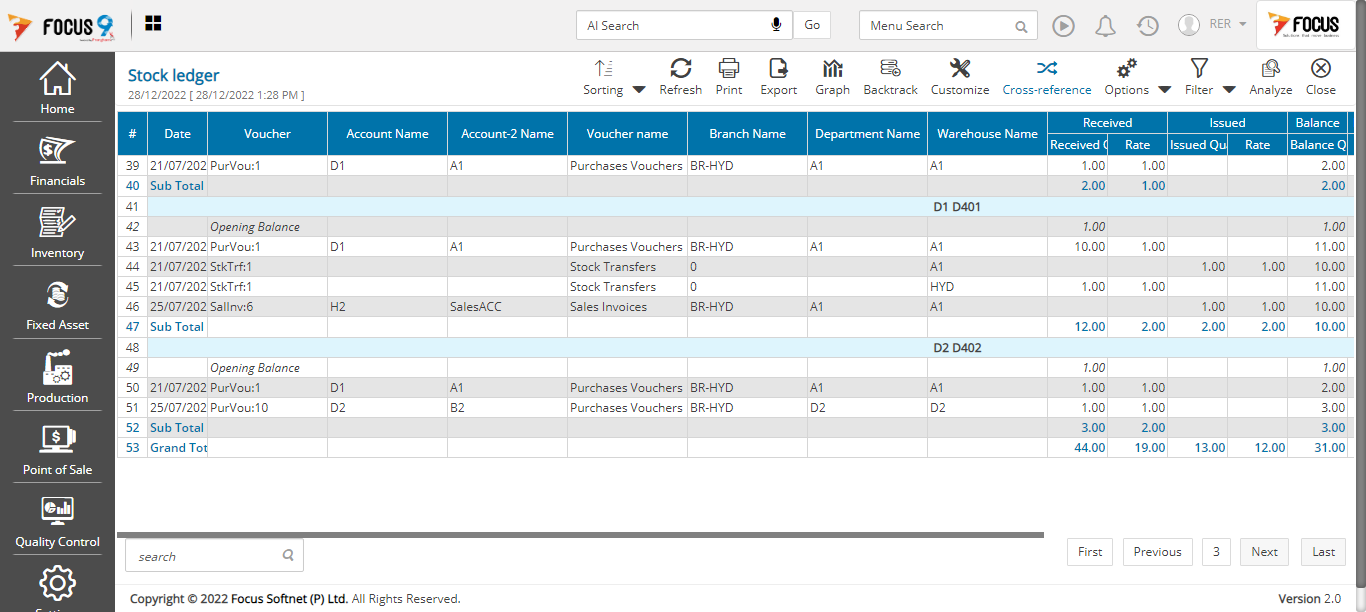 FOCUS 9
AI Search
Go
Menu Search
RER
FOCUS
Home
Financials
Inventory
Fixed Asset
Production
Point of Sale
Quality Control
Stock ledger
28/12/2022 [ 28/12/2022 1:28 PM ]
Sorting Refresh Print Export Graph Backtrack Customize Cross-reference Options Filter Analyze Close
# Date Voucher Account Name Account-2 Name Voucher name Branch Name Department Name Warehouse Name Received Issued Balance
Received Q Rate Issued Qu Rate Balance Q
39 21/07/202 PurVou:1 D1 A1 Purchases Vouchers BR-HYD A1 A1 1.00 1.00 2.00
40 Sub Total 2.00 1.00 2.00
41 D1 D401
42 Opening Balance 1.00 1.00
43 21/07/202 PurVou:1 D1 A1 Purchases Vouchers BR-HYD A1 A1 10.00 1.00 11.00
44 21/07/202 StkTrf:1 Stock Transfers 0 A1 1.00 1.00 10.00
45 21/07/202 StkTrf:1 Stock Transfers 0 HYD 1.00 1.00 11.00
46 25/07/202 SalInv:6 H2 SalesACC Sales Invoices BR-HYD A1 A1 1.00 1.00 10.00
47 Sub Total 12.00 2.00 2.00 2.00 10.00
48 D2 D402
49 Opening Balance 1.00 1.00
50 21/07/202 PurVou:1 D1 A1 Purchases Vouchers BR-HYD A1 A1 1.00 1.00 2.00
51 25/07/202 PurVou:10 D2 B2 Purchases Vouchers BR-HYD D2 D2 1.00 1.00 3.00
52 Sub Total 3.00 2.00 3.00
53 Grand Tot 44.00 19.00 13.00 12.00 31.00
search
First Previous 3 Next Last
Copyright © 2022 Focus Softnet (P) Ltd. All Rights Reserved.
Version 2.0